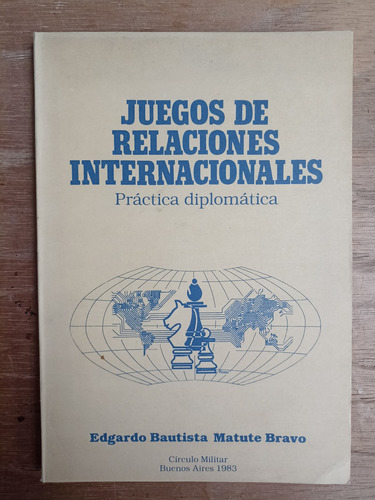 JUEGOS DE
RELACIONES
INTERNACIONALES
Práctica diplomática
Edgardo Bautista Matute Bravo
Círculo Militar
Buenos Aires 1983